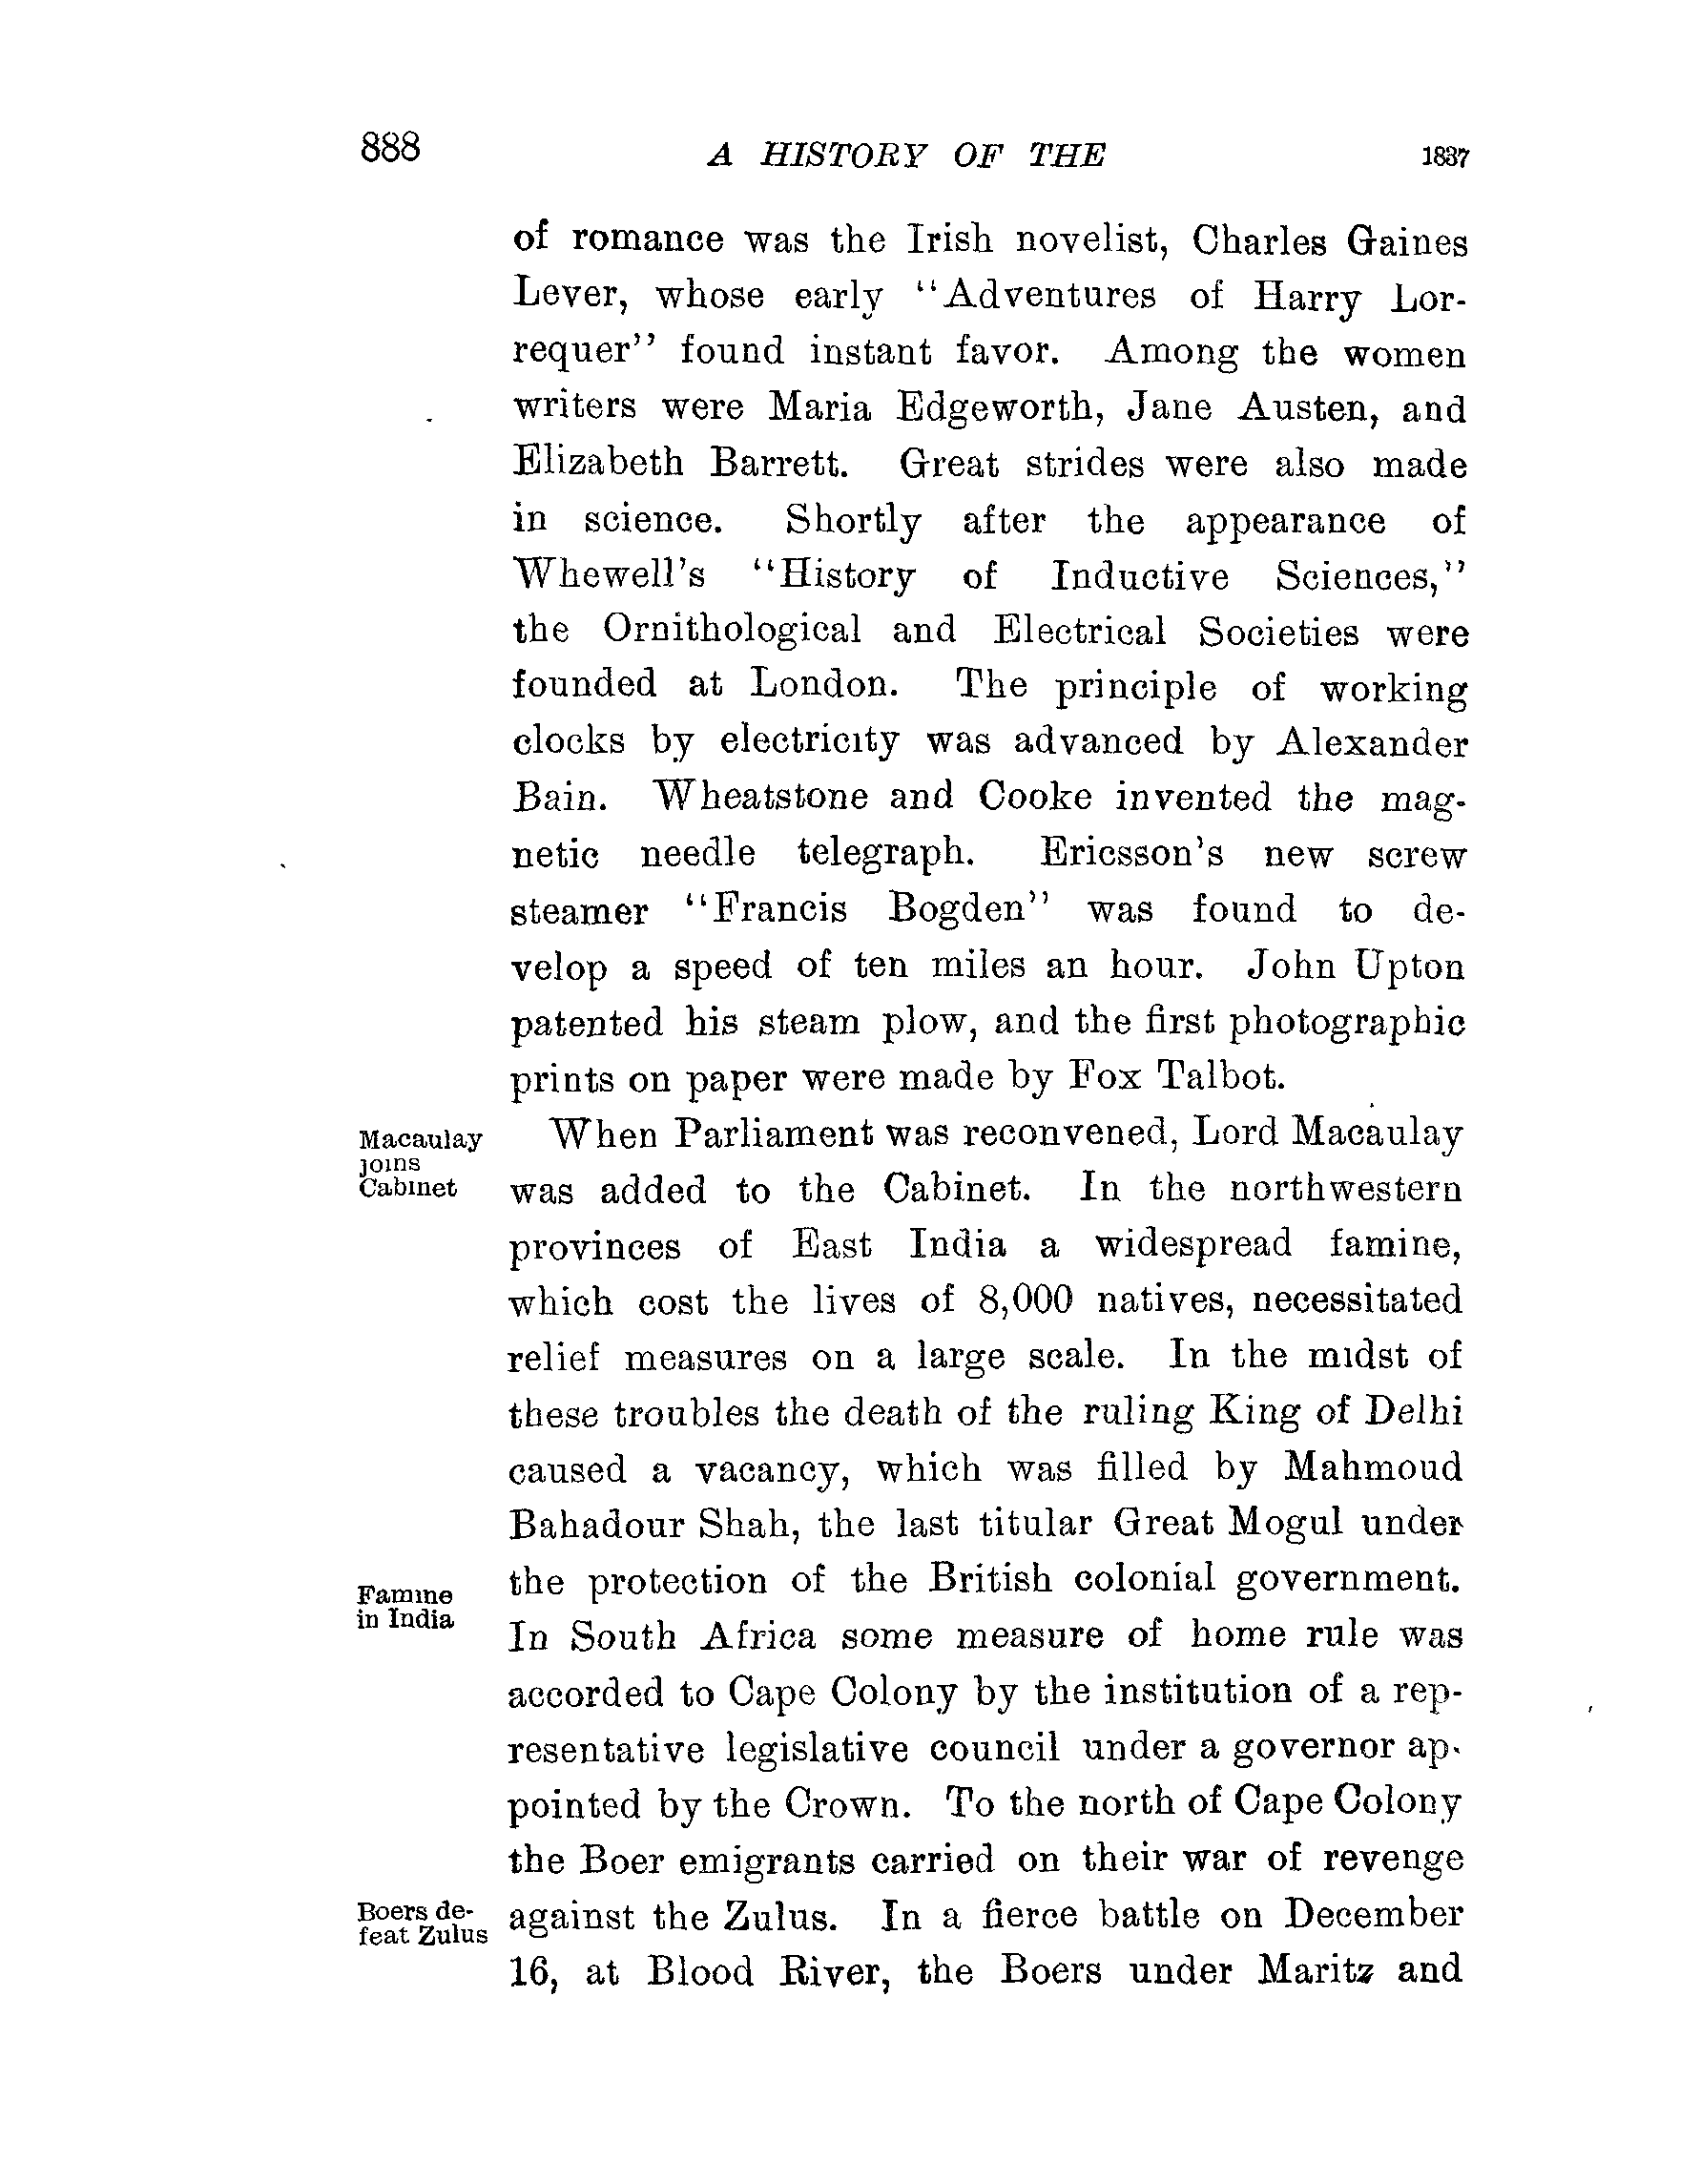 888 A HISTORY OF THE 1837
of romance was the Irish novelist, Charles Gaines
Lever, whose early "Adventures of Harry Lor-
requer" found instant favor. Among the women
writers were Maria Edgeworth, Jane Austen, and
Elizabeth Barrett. Great strides were also made
in science. Shortly after the appearance of
Whewell's "History of Inductive Sciences,"
the Ornithological and Electrical Societies were
founded at London. The principle of working
clocks by electricity was advanced by Alexander
Bain. Wheatstone and Cooke invented the mag-
netic needle telegraph. Ericsson's new screw
steamer "Francis Bogden" was found to de-
velop a speed of ten miles an hour. John Upton
patented his steam plow, and the first photographic
prints on paper were made by Fox Talbot.
Macaulay
joins
Cabinet
When Parliament was reconvened, Lord Macaulay
was added to the Cabinet. In the northwestern
provinces of East India a widespread famine,
which cost the lives of 8,000 natives, necessitated
relief measures on a large scale. In the midst of
these troubles the death of the ruling King of Delhi
caused a vacancy, which was filled by Mahmoud
Bahadour Shah, the last titular Great Mogul under
Famine
in India
the protection of the British colonial government.
In South Africa some measure of home rule was
accorded to Cape Colony by the institution of a rep-
resentative legislative council under a governor ap-
pointed by the Crown. To the north of Cape Colony
the Boer emigrants carried on their war of revenge
Boers de-
feat Zulus
against the Zulus. In a fierce battle on December
16, at Blood River, the Boers under Maritz and